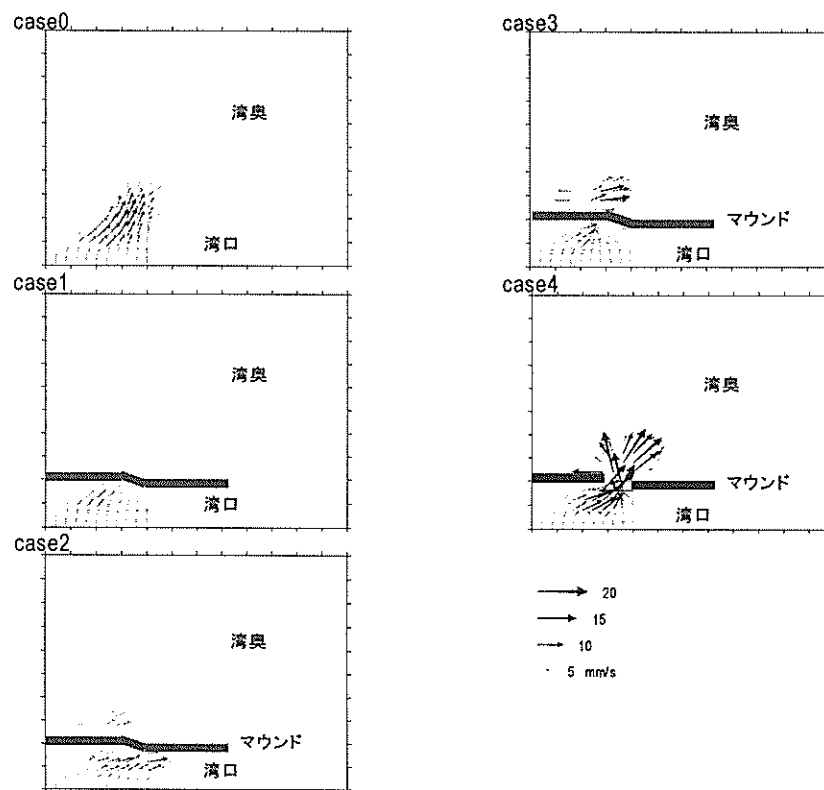 case0
湾奥
湾口
case1
湾奥
湾口
case2
湾奥
マウンド
湾口
case3
湾奥
マウンド
湾口
case4
湾奥
マウンド
湾口
20
15
10
5 mm/s